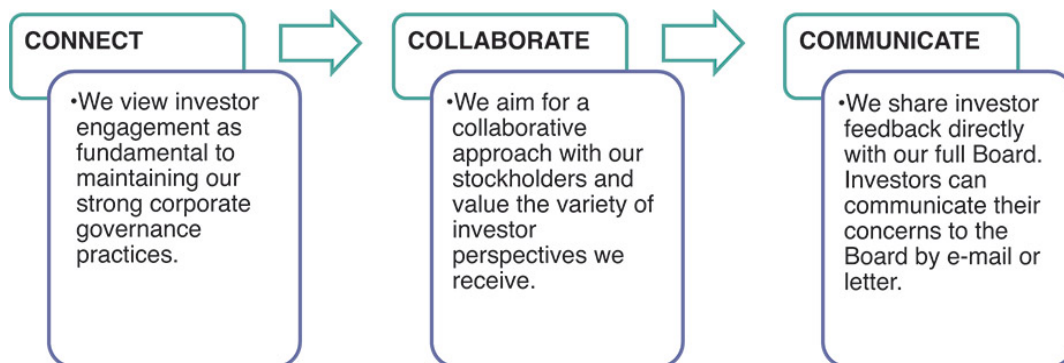 CONNECT
•We view investor
engagement as
fundamental to
maintaining our
strong corporate
governance
practices.
COLLABORATE
•We aim for a
collaborative
approach with our
stockholders and
value the variety of
investor
perspectives we
receive.
COMMUNICATE
•We share investor
feedback directly
with our full Board.
Investors can
communicate their
concerns to the
Board by e-mail or
letter.